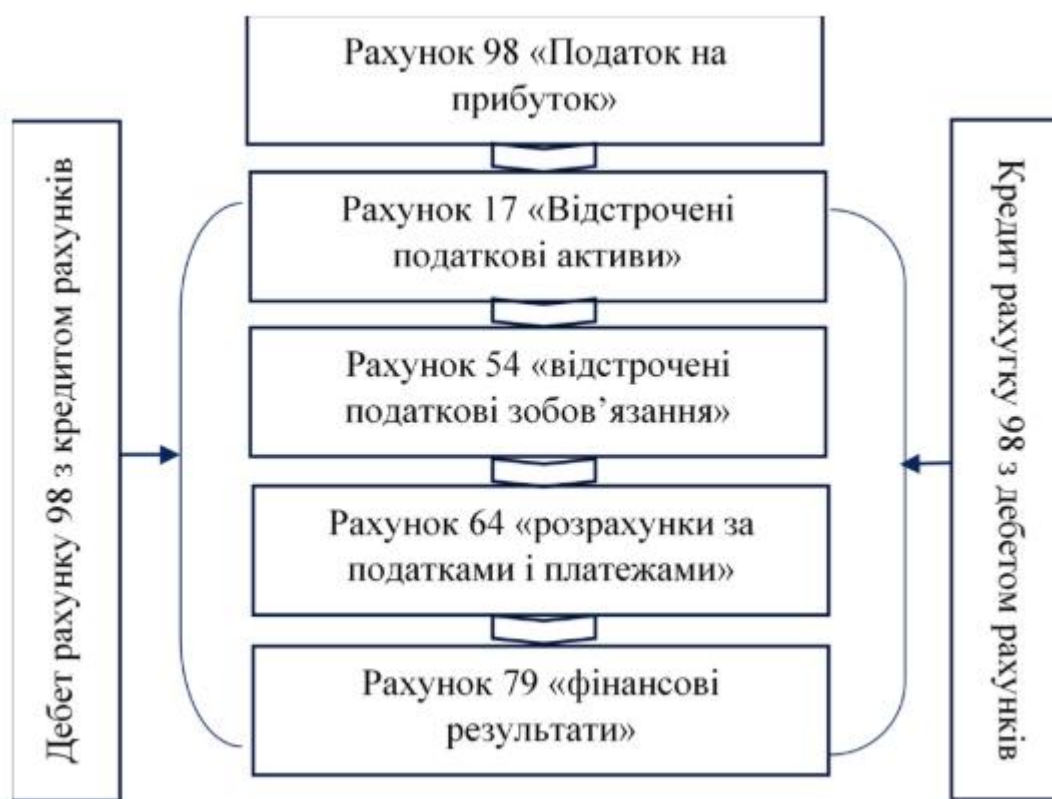 Рахунок 98 «Податок на
прибуток»
Дебет рахунку 98 з кредитом рахунків
Рахунок 17 «Відстрочені
податкові активи»
Рахунок 54 «відстрочені
податкові зобов’язання»
Рахунок 64 «розрахунки за
податками і платежами»
Рахунок 79 «фінансові
результати»
Кредит рахугку 98 з дебетом рахунків